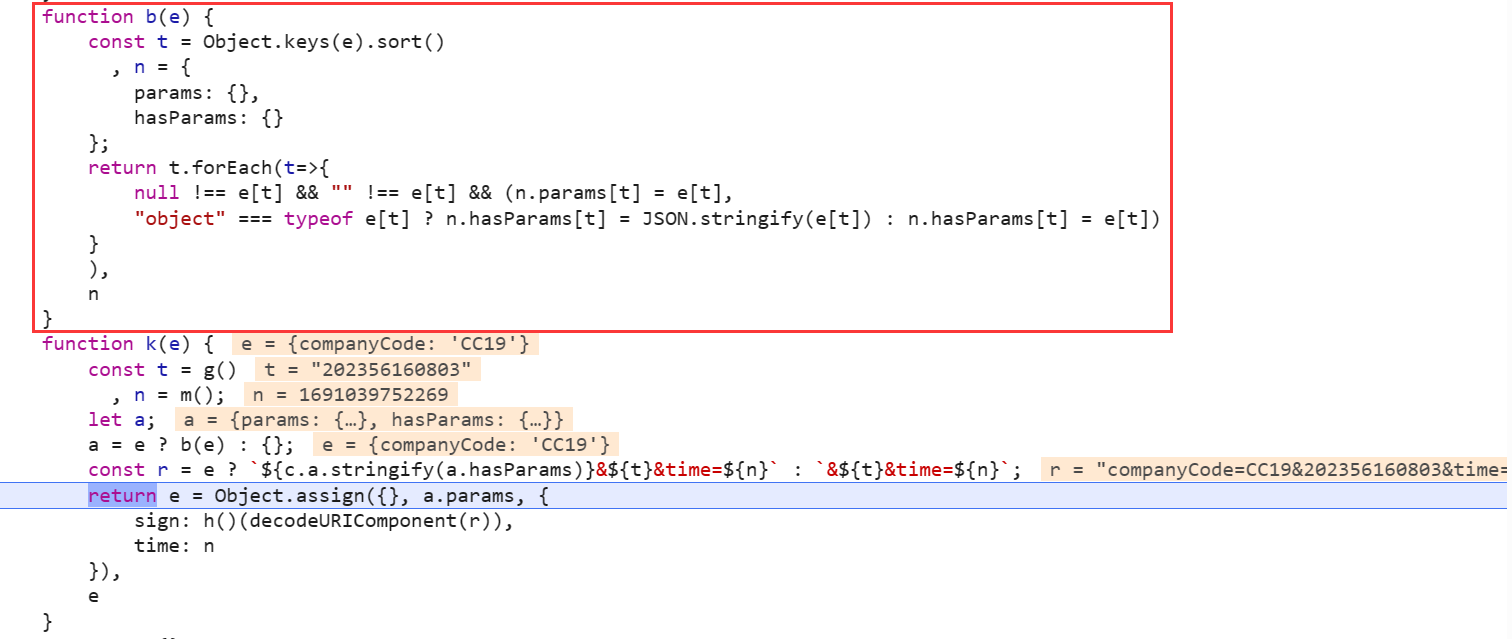 function b(e) {
    const t = Object.keys(e).sort()
      , n = {
        params: {},
        hasParams: {}
    };
    return t.forEach(t=>{
        null !== e[t] && "" !== e[t] && (n.params[t] = e[t],
        "object" === typeof e[t] ? n.hasParams[t] = JSON.stringify(e[t]) : n.hasParams[t] = e[t])
    }
    ),
    n
}
function k(e) {  e = {companyCode: 'CC19'}
    const t = g()  t = "202356160803"
      , n = m();  n = 1691039752269
    let a;  a = {params: {…}, hasParams: {…}}
    a = e ? b(e) : {};  e = {companyCode: 'CC19'}
    const r = e ? `${c.a.stringify(a.hasParams)}&${t}&time=${n}` : `&${t}&time=${n}`;  r = "companyCode=CC19&202356160803&time=
    return e = Object.assign({}, a.params, {
        sign: h()(decodeURIComponent(r)),
        time: n
    }),
    e
}